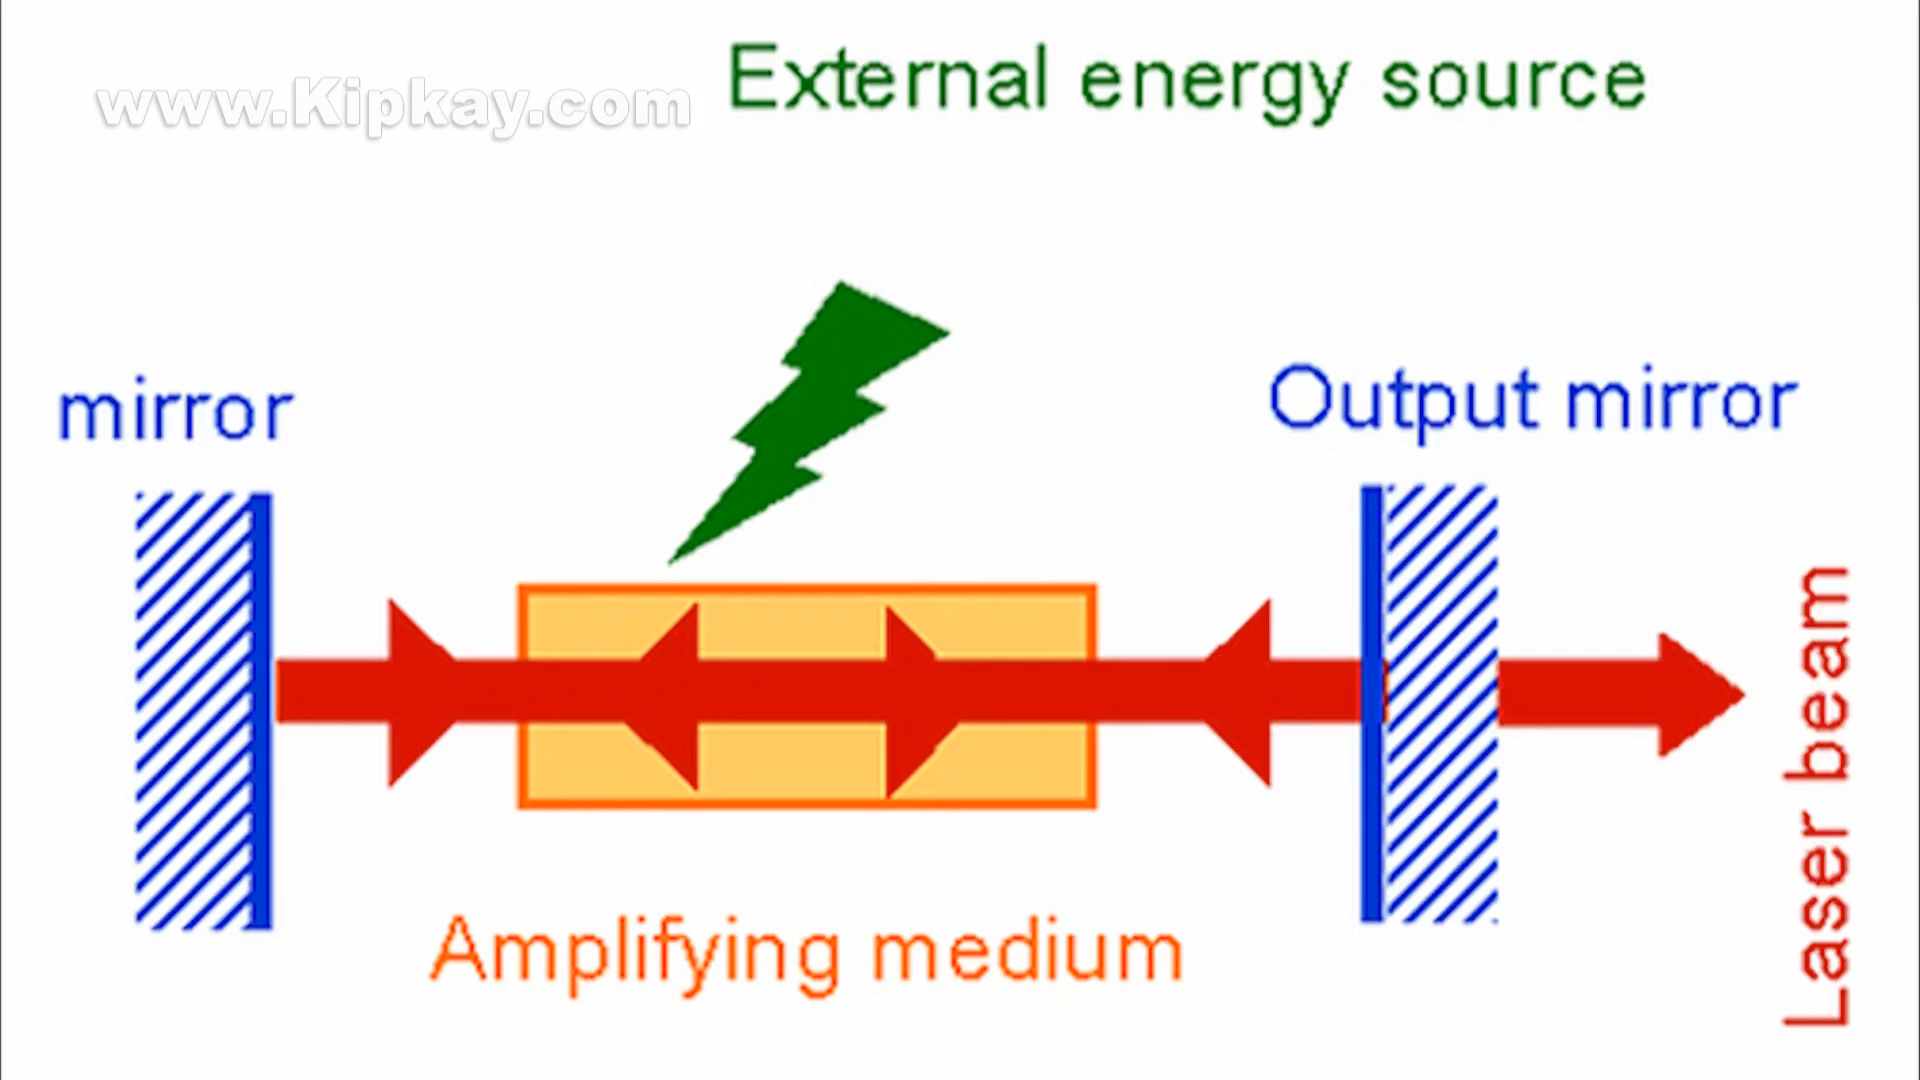 www.Kipkay.com
External energy source
mirror
Output mirror
Amplifying medium
Laser beam